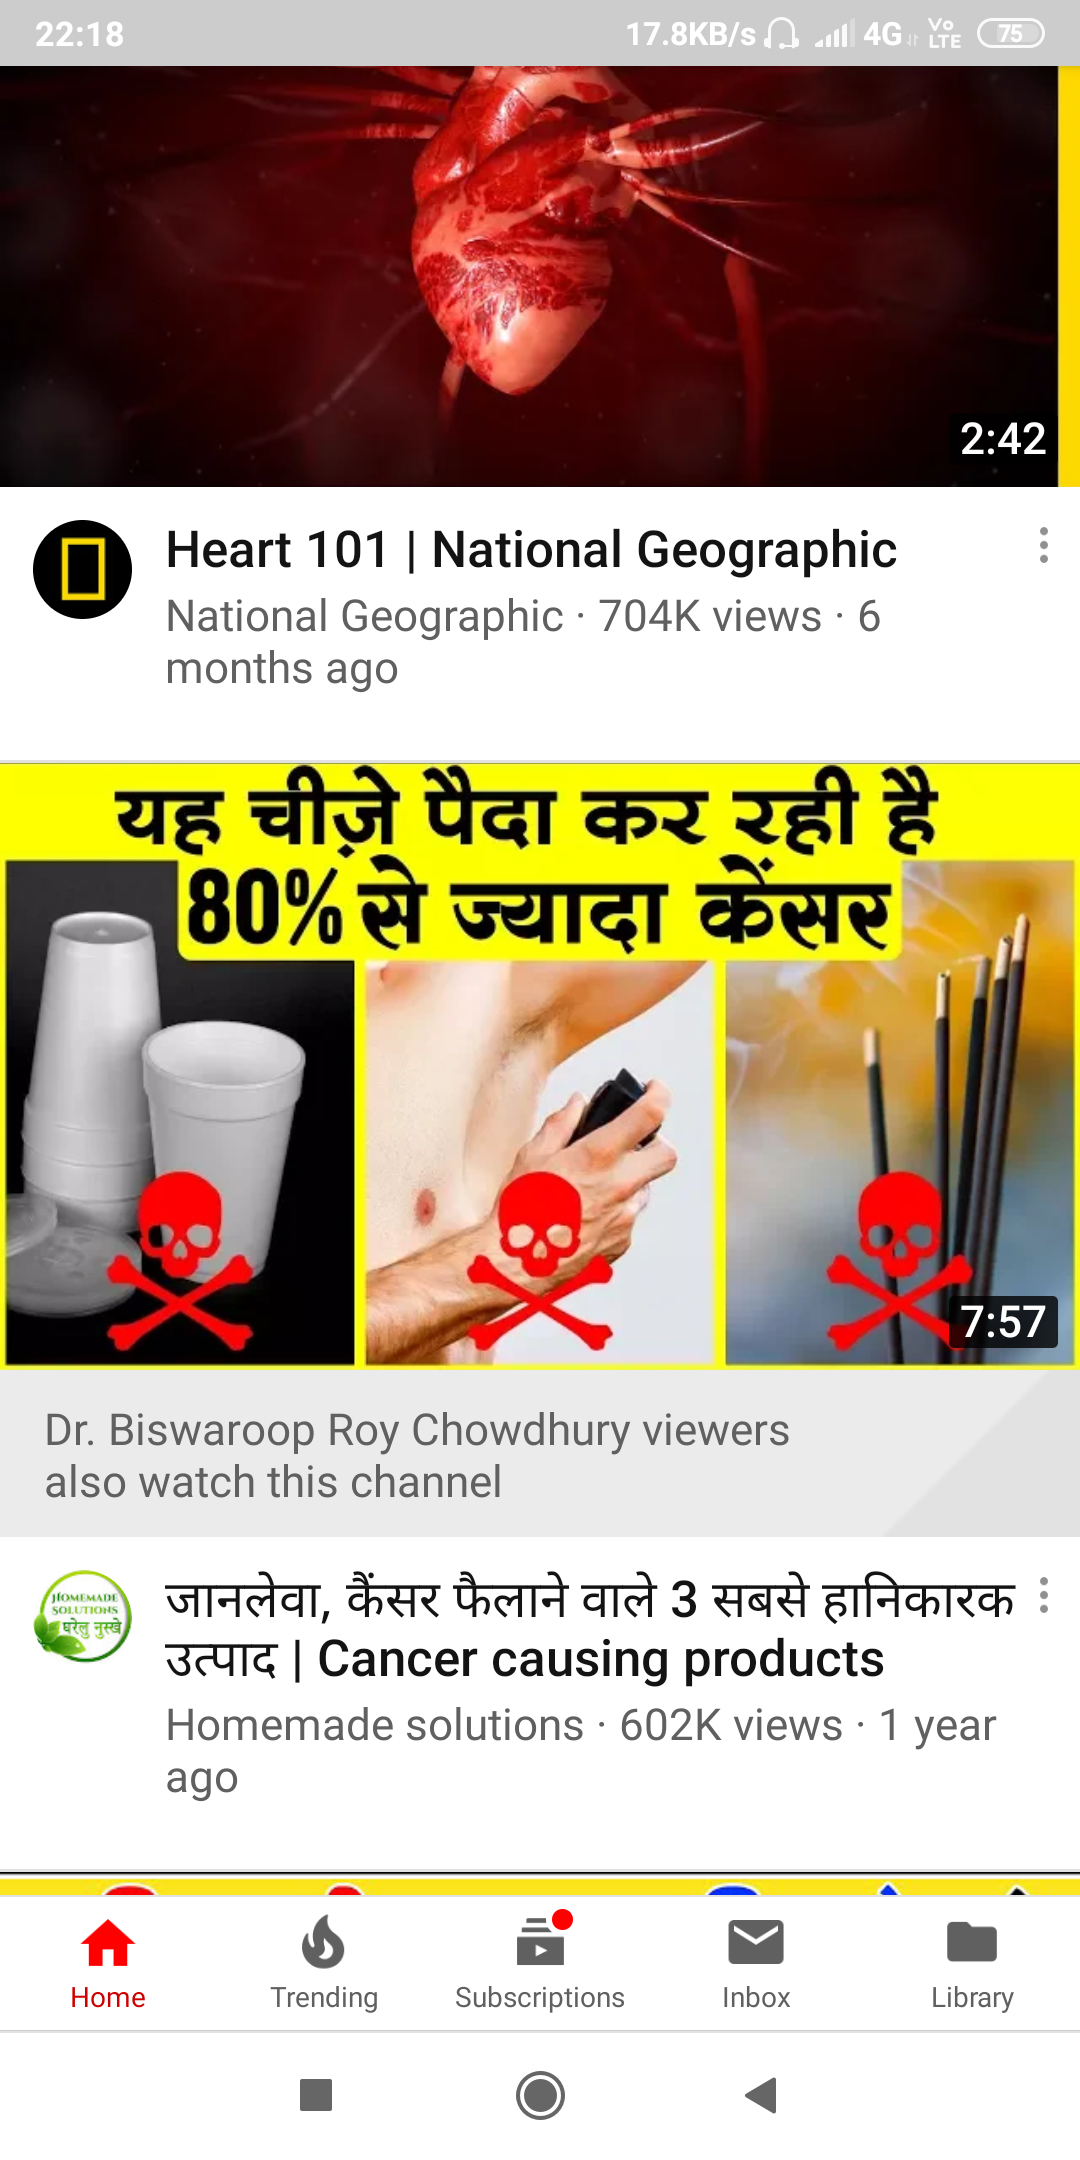 22:18 17.8KB/s 4G Vo LTE 75
2:42
Heart 101 | National Geographic
National Geographic · 704K views · 6
months ago
यह चीज़े पैदा कर रही है
80% से ज्यादा केंसर
7:57
Dr. Biswaroop Roy Chowdhury viewers
also watch this channel
HOMEMADE
SOLUTIONS
घरेलु नुस्खे
जानलेवा, कैंसर फैलाने वाले 3 सबसे हानिकारक
उत्पाद | Cancer causing products
Homemade solutions · 602K views · 1 year
ago
Home Trending Subscriptions Inbox Library